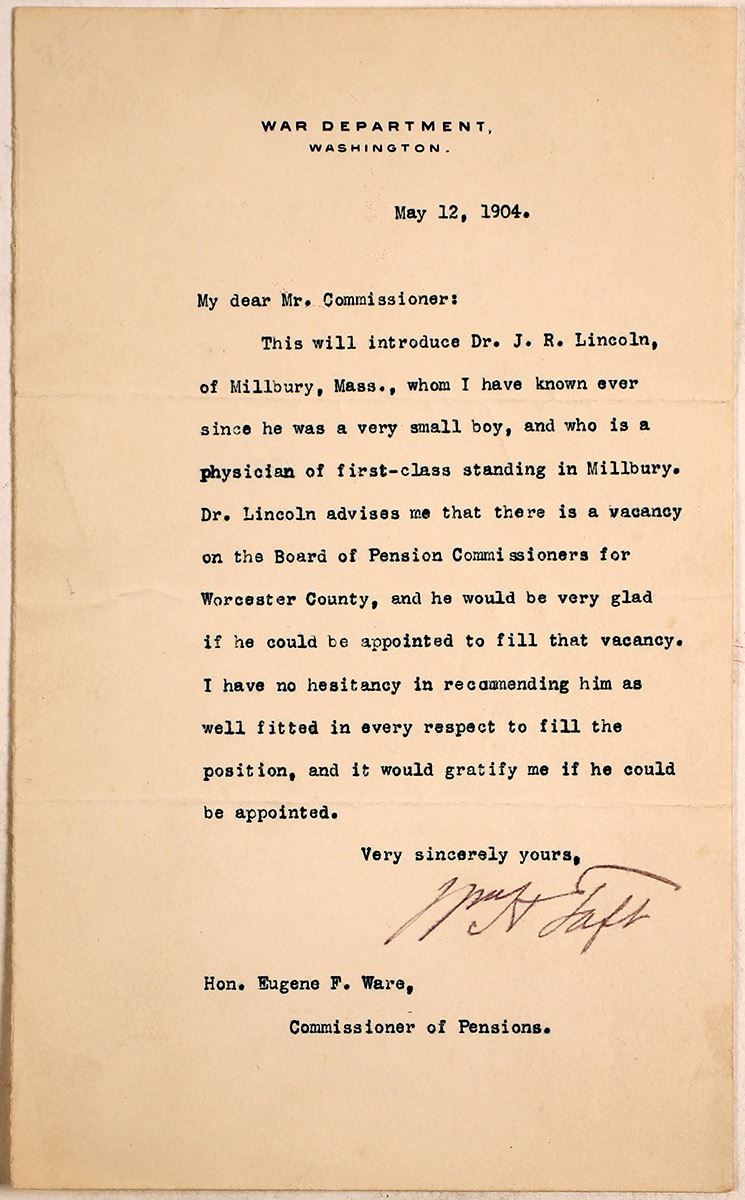 WAR DEPARTMENT,
WASHINGTON.
May 12, 1904.
My dear Mr. Commissioner:
This will introduce Dr. J. R. Lincoln,
of Millbury, Mass., whom I have known ever
since he was a very small boy, and who is a
physician of first-class standing in Millbury.
Dr. Lincoln advises me that there is a vacancy
on the Board of Pension Commissioners for
Worcester County, and he would be very glad
if he could be appointed to fill that vacancy.
I have no hesitancy in recommending him as
well fitted in every respect to fill the
position, and it would gratify me if he could
be appointed.
Very sincerely yours,
Wm H Taft
Hon. Eugene F. Ware,
Commissioner of Pensions.